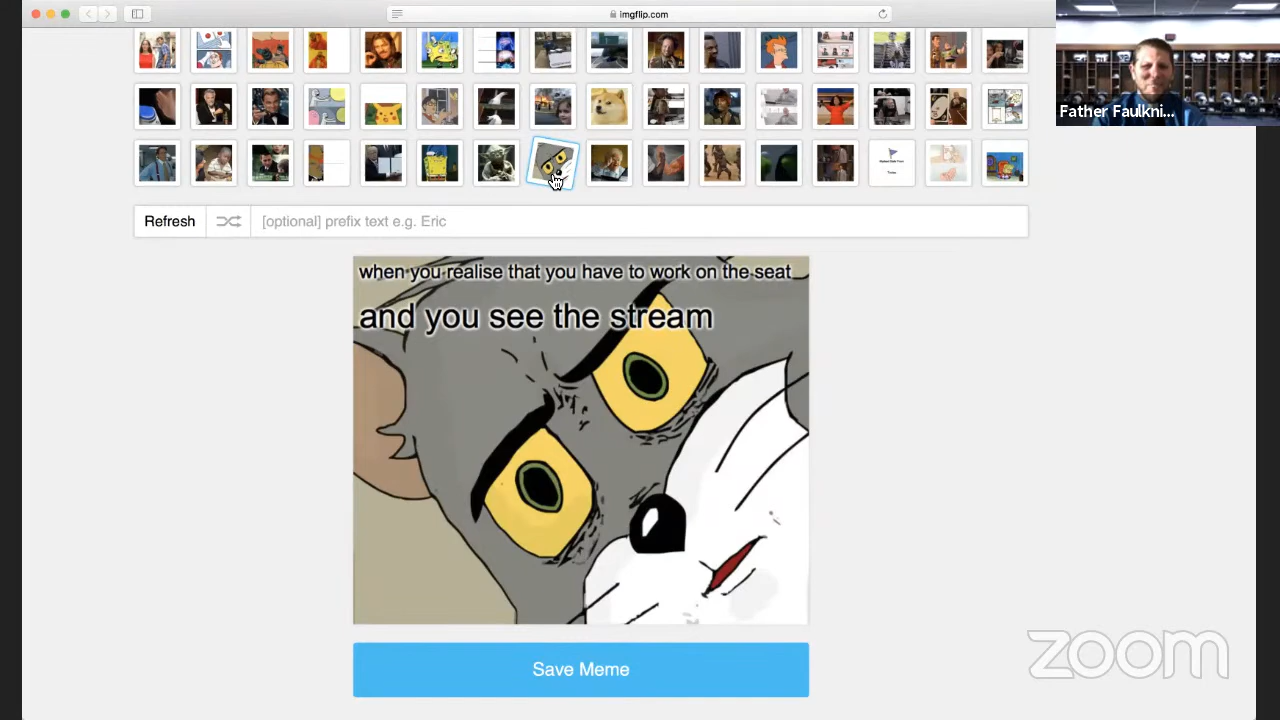 imgflip.com
Father Faulkni...
Refresh
[optional] prefix text e.g. Eric
when you realise that you have to work on the seat
and you see the stream
Save Meme
zoom